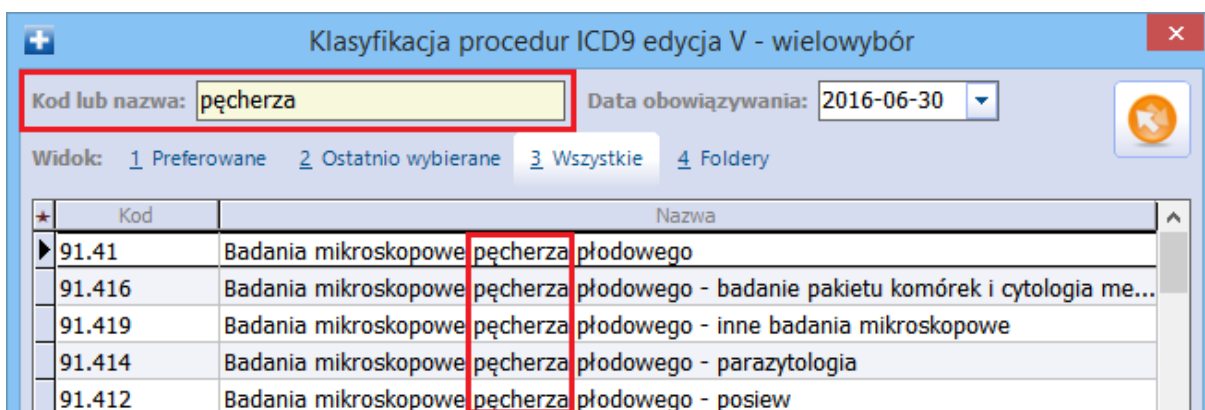 Klasyfikacja procedur ICD9 edycja V - wielowybór
Kod lub nazwa: pęcherza Data obowiązywania: 2016-06-30
Widok: 1 Preferowane 2 Ostatnio wybierane 3 Wszystkie 4 Foldery
Kod Nazwa
91.41 Badania mikroskopowe pęcherza płodowego
91.416 Badania mikroskopowe pęcherza płodowego - badanie pakietu komórek i cytologia me...
91.419 Badania mikroskopowe pęcherza płodowego - inne badania mikroskopowe
91.414 Badania mikroskopowe pęcherza płodowego - parazytologia
91.412 Badania mikroskopowe pęcherza płodowego - posiew